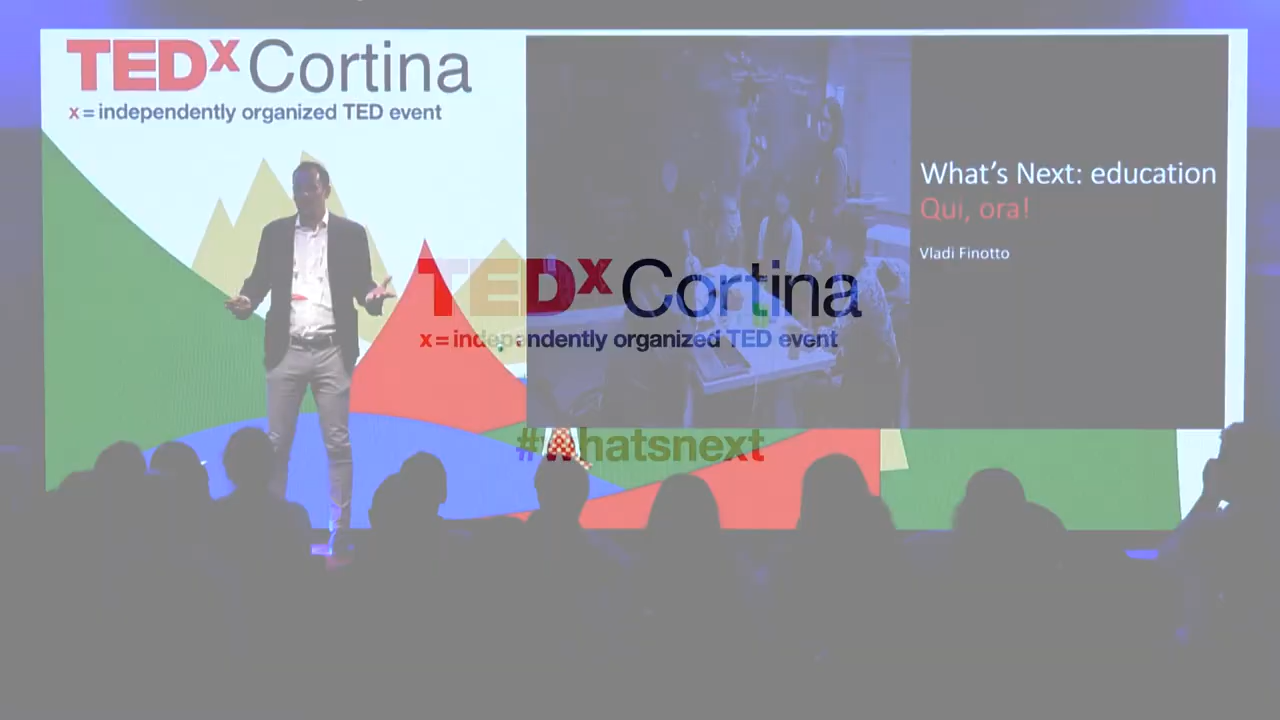 TEDx Cortina
x = independently organized TED event
What's Next: education
Qui, ora!
Vladi Finotto
TEDx Cortina
x = independently organized TED event
#whatsnext